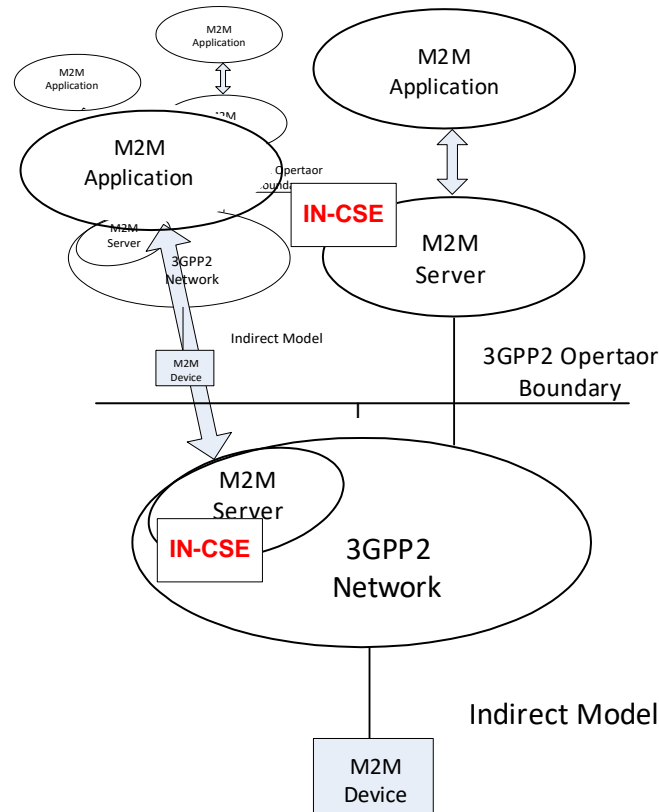 M2M
Application
M2M
Application
M2M
Application
M2M
M2M
Application
Opertaor
IN-CSE
M2M
Server
M2M
Server
3GPP2
Network
Indirect Model
M2M
Device
3GPP2 Opertaor
Boundary
M2M
Server
IN-CSE
3GPP2
Network
Indirect Model
M2M
Device